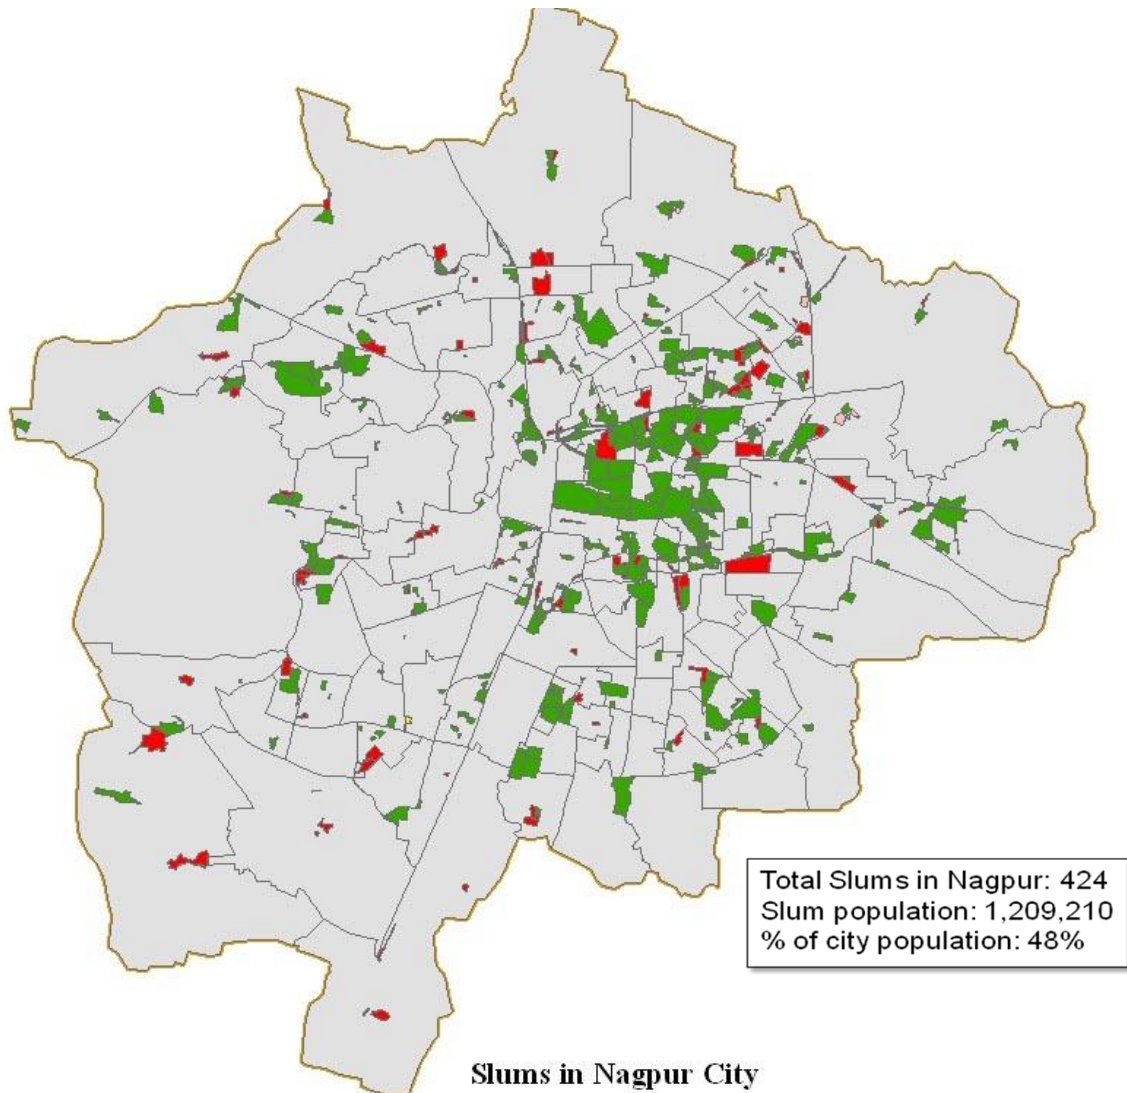 Total Slums in Nagpur: 424
Slum population: 1,209,210
% of city population: 48%
Slums in Nagpur City